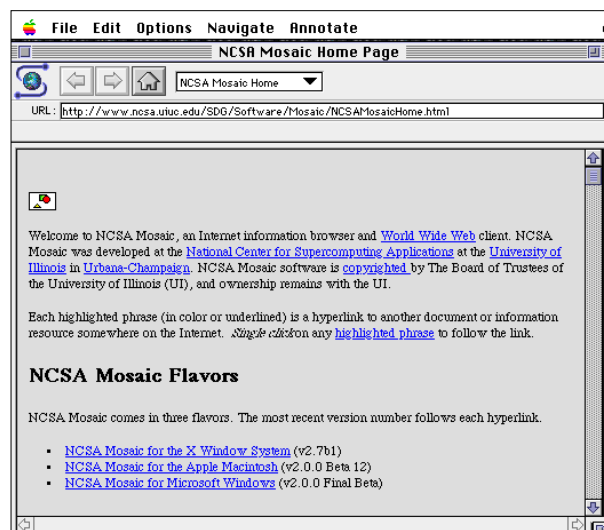 File Edit Options Navigate Annotate
NCSA Mosaic Home Page
NCSA Mosaic Home
URL: http://www.ncsa.uiuc.edu/SDG/Software/Mosaic/NCSAMosaicHome.html
Welcome to NCSA Mosaic, an Internet information browser and World Wide Web client. NCSA
Mosaic was developed at the National Center for Supercomputing Applications at the University of
Illinois in Urbana-Champaign. NCSA Mosaic software is copyrighted by The Board of Trustees of
the University of Illinois (UI), and ownership remains with the UI.
Each highlighted phrase (in color or underlined) is a hyperlink to another document or information
resource somewhere on the Internet. Single click on any highlighted phrase to follow the link.
NCSA Mosaic Flavors
NCSA Mosaic comes in three flavors. The most recent version number follows each hyperlink.
• NCSA Mosaic for the X Window System (v2.7b1)
• NCSA Mosaic for the Apple Macintosh (v2.0.0 Beta 12)
• NCSA Mosaic for Microsoft Windows (v2.0.0 Final Beta)